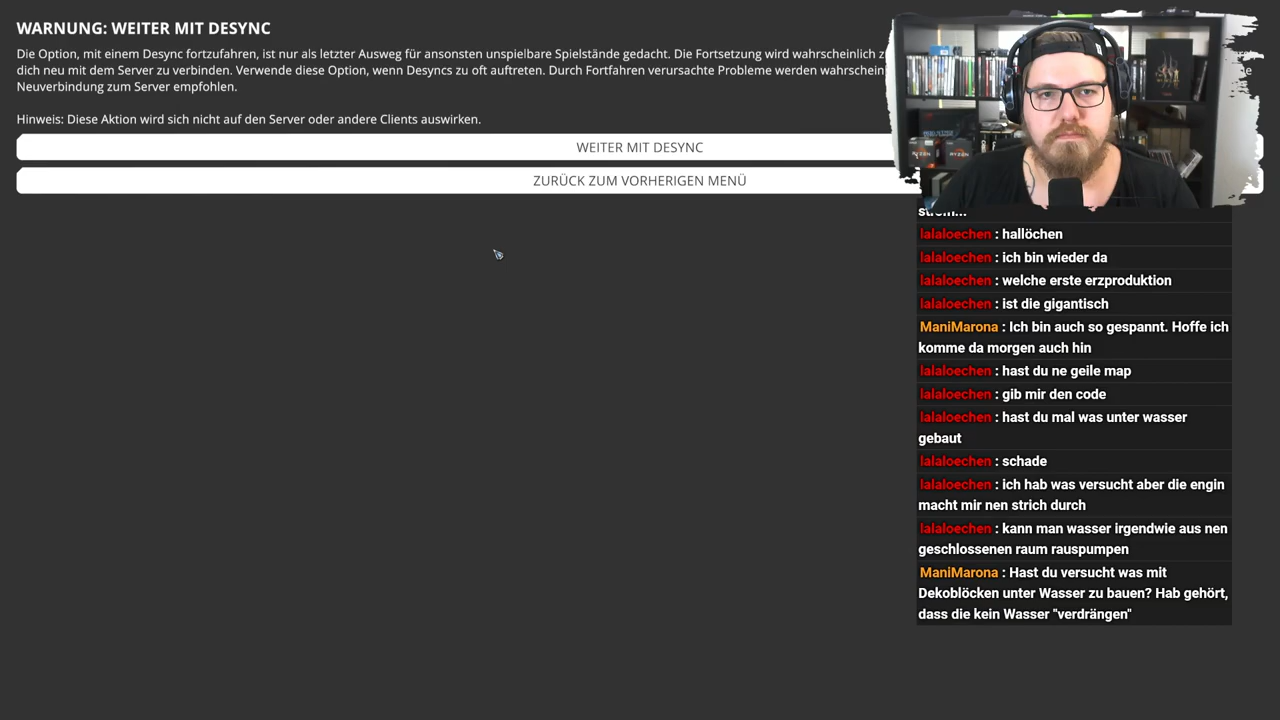 WARNUNG: WEITER MIT DESYNC
Die Option, mit einem Desync fortzufahren, ist nur als letzter Ausweg für ansonsten unspielbare Spielstände gedacht. Die Fortsetzung wird wahrscheinlich
dich neu mit dem Server zu verbinden. Verwende diese Option, wenn Desyncs zu oft auftreten. Durch Fortfahren verursachte Probleme werden
Neuverbindung zum Server empfohlen.
Hinweis: Diese Aktion wird sich nicht auf den Server oder andere Clients auswirken.
WEITER MIT DESYNC
ZURÜCK ZUM VORHERIGEN MENÜ
RYZEN RYZEN
lalaloechen : hallöchen
lalaloechen : ich bin wieder da
lalaloechen : welche erste erzproduktion
lalaloechen : ist die gigantisch
ManiMarona : Ich bin auch so gespannt. Hoffe ich
komme da morgen auch hin
lalaloechen : hast du ne geile map
lalaloechen : gib mir den code
lalaloechen : hast du mal was unter wasser
gebaut
lalaloechen : schade
lalaloechen : ich hab was versucht aber die engin
macht mir nen strich durch
lalaloechen : kann man wasser irgendwie aus nen
geschlossenen raum rauspumpen
ManiMarona : Hast du versucht was mit
Dekoblöcken unter Wasser zu bauen? Hab gehört,
dass die kein Wasser "verdrängen"